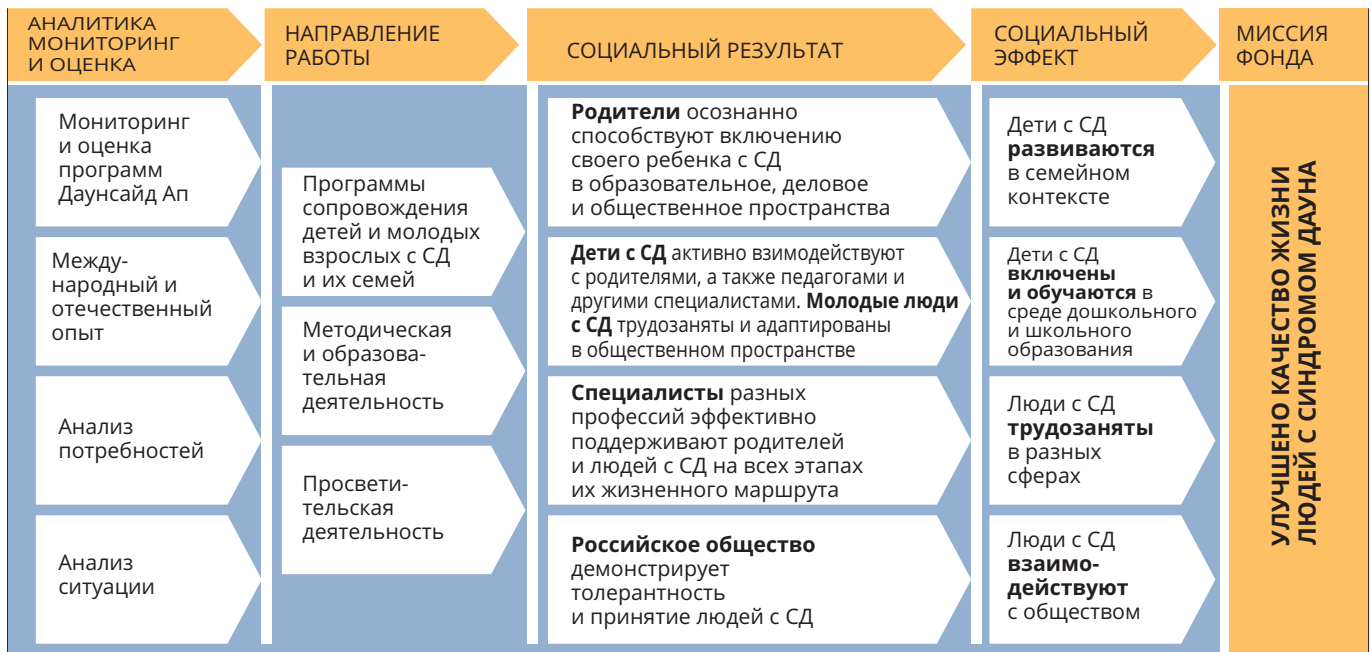 АНАЛИТИКА
МОНИТОРИНГ
И ОЦЕНКА
НАПРАВЛЕНИЕ
РАБОТЫ
СОЦИАЛЬНЫЙ РЕЗУЛЬТАТ
СОЦИАЛЬНЫЙ
ЭФФЕКТ
МИССИЯ
ФОНДА
Мониторинг
и оценка
программ
Даунсайд Ап
Между-
народный и
отечественный
опыт
Анализ
потребностей
Анализ
ситуации
Программы
сопровождения
детей и молодых
взрослых с СД
и их семей
Методическая
и образова-
тельная
деятельность
Просвети-
тельская
деятельность
Родители осознанно
способствуют включению
своего ребенка с СД
в образовательное, деловое
и общественное пространства
Дети с СД активно взимодействуют
с родителями, а также педагогами и
другими специалистами. Молодые люди
с СД трудозаняты и адаптированы
в общественном пространстве
Специалисты разных
профессий эффективно
поддерживают родителей
и людей с СД на всех этапах
их жизненного маршрута
Российское общество
демонстрирует
толерантность
и принятие людей с СД
Дети с СД
развиваются
в семейном
контексте
Дети с СД
включены
и обучаются в
среде дошкольного
и школьного
образования
Люди с СД
трудозаняты
в разных
сферах
Люди с СД
взаимо-
действуют
с обществом
УЛУЧШЕНО КАЧЕСТВО ЖИЗНИ
ЛЮДЕЙ С СИНДРОМОМ ДАУНА